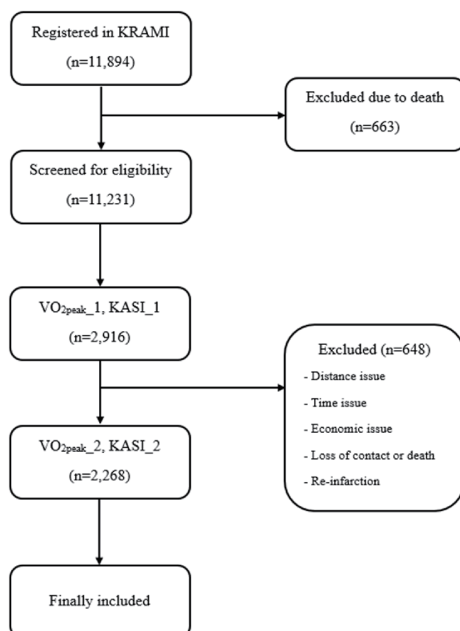 Registered in KRAMI
(n=11,894)
Excluded due to death
(n=663)
Screened for eligibility
(n=11,231)
VO2peak_1, KASI_1
(n=2,916)
Excluded (n=648)
- Distance issue
- Time issue
- Economic issue
- Loss of contact or death
- Re-infarction
VO2peak_2, KASI_2
(n=2,268)
Finally included